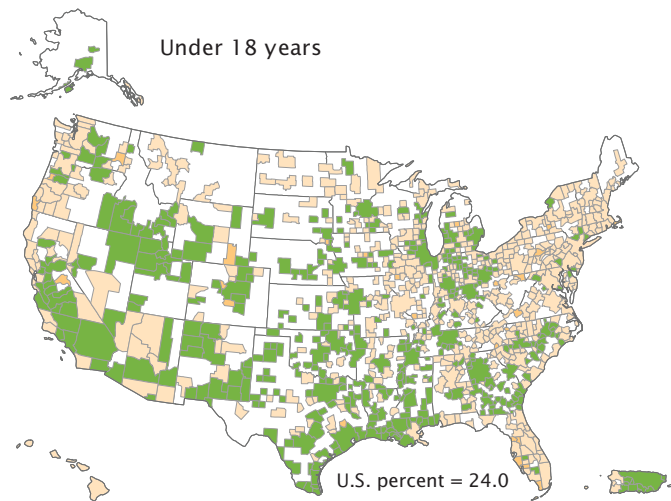 Under 18 years
U.S. percent = 24.0